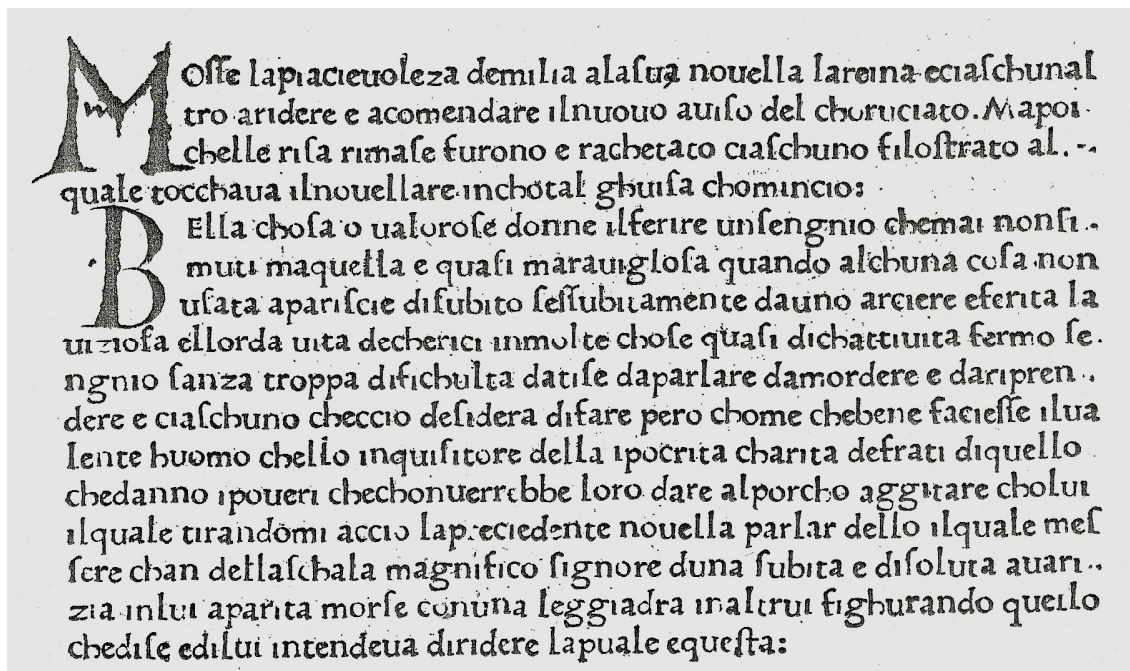 MOſſe lapiacieuoleza demilia alaſua nouella lareina eciaſchunal
tro aridere e acomendare ilnuouo auiſo del choruciato. Mapoi
chelle riſa rimaſe furono e rachetato ciaſchuno filoſtrato al. -.
quale tocchaua ilnouellare inchotal ghuiſa chomincio:
BElla choſa o ualoroſe donne ilferire unſengnio chemai nonſi..
muti maquella e quaſi marauigloſa quando alchuna coſa non
uſata apariſcie diſubito ſeſſubitamente dauno arciere eferita la
uizioſa ellorda uita decherici inmolte choſe quaſi dichattiuita fermo ſe.
ngnio ſanza troppa difichulta datiſe daparlare damordere e daripren..
dere e ciaſchuno checcio deſidera difare pero chome chebene facieſſe ilua
lente huomo chello inquiſitore della ipocrita charita defrati diquello
chedanno ipoueri chechonuerrebbe loro dare alporcho aggitare cholui
ilquale tirandomi accio lapreciedente nouella parlar dello ilquale meſ
ſere chan dellaſchala magnifico ſignore duna ſubita e diſoluta auari..
zia inlui aparita morſe conuna leggiadra inaltrui fighurando quello
chediſe ediſui intendeua diridere lapuale equeſta: